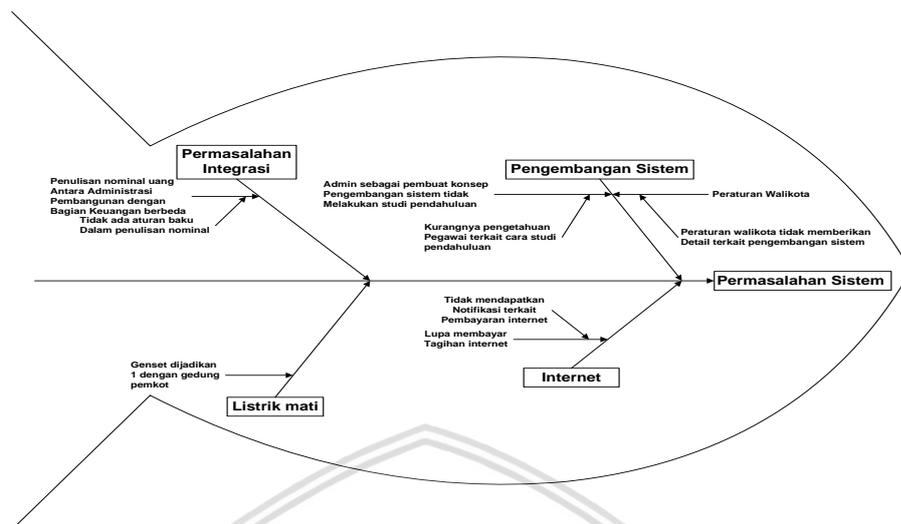 Permasalahan
Integrasi
Penulisan nominal uang
Antara Administrasi
Pembangunan dengan
Bagian Keuangan berbeda
Tidak ada aturan baku
Dalam penulisan nominal
Pengembangan Sistem
Admin sebagai pembuat konsep
Pengembangan sistem tidak
Melakukan studi pendahuluan
Kurangnya pengetahuan
Pegawai terkait cara studi
pendahuluan
Peraturan Walikota
Peraturan walikota tidak memberikan
Detail terkait pengembangan sistem
Permasalahan Sistem
Tidak mendapatkan
Notifikasi terkait
Pembayaran internet
Lupa membayar
Tagihan internet
Internet
Genset dijadikan
1 dengan gedung
pemkot
Listrik mati